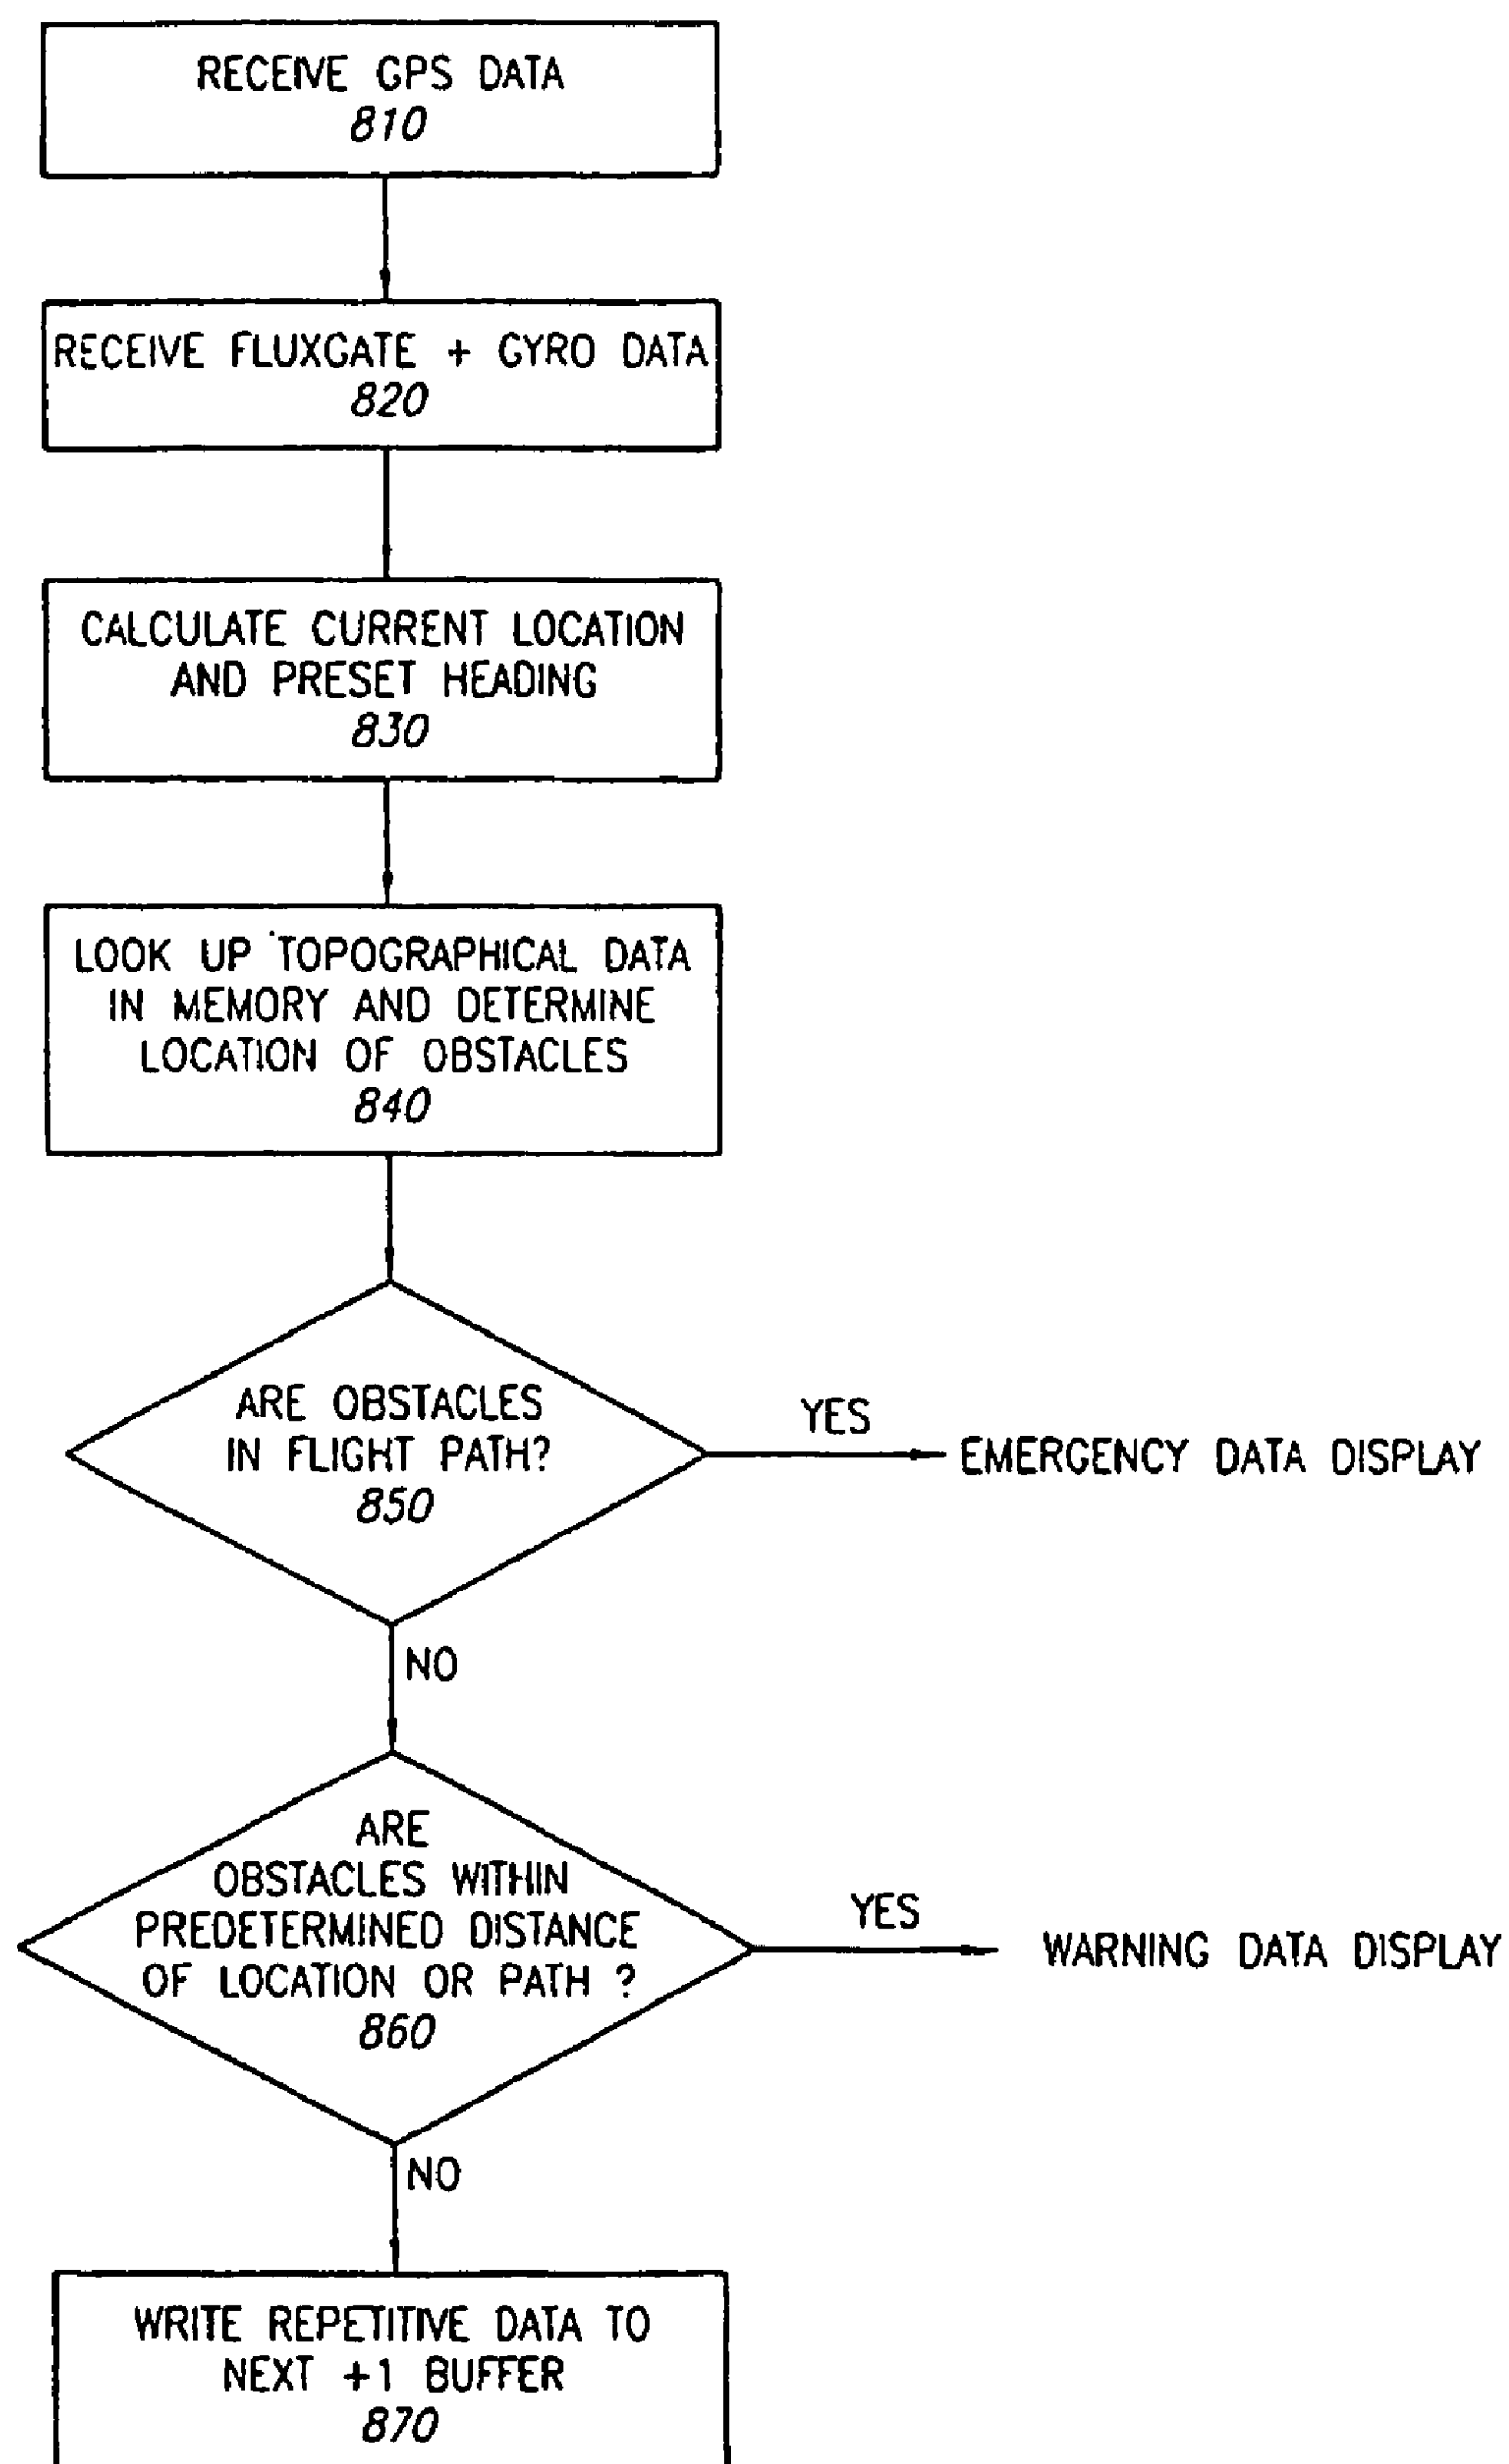 RECEIVE GPS DATA
810
RECEIVE FLUXGATE + GYRO DATA
820
CALCULATE CURRENT LOCATION
AND PRESET HEADING
830
LOOK UP TOPOGRAPHICAL DATA
IN MEMORY AND DETERMINE
LOCATION OF OBSTACLES
840
ARE OBSTACLES
IN FLIGHT PATH?
850
YES
EMERGENCY DATA DISPLAY
NO
ARE
OBSTACLES WITHIN
PREDETERMINED DISTANCE
OF LOCATION OR PATH ?
860
YES
WARNING DATA DISPLAY
NO
WRITE REPETITIVE DATA TO
NEXT +1 BUFFER
870